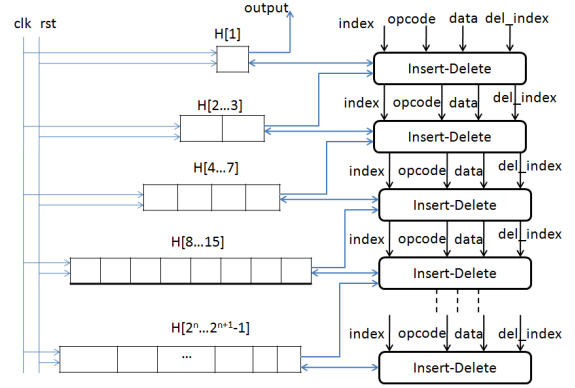 output
clk rst
H[1]
index opcode data del_index
Insert-Delete
H[2...3]
index opcode data del_index
Insert-Delete
H[4...7]
index opcode data del_index
Insert-Delete
H[8...15]
index opcode data del_index
Insert-Delete
H[2ⁿ...2ⁿ⁺¹-1]
index opcode data del_index
...
Insert-Delete